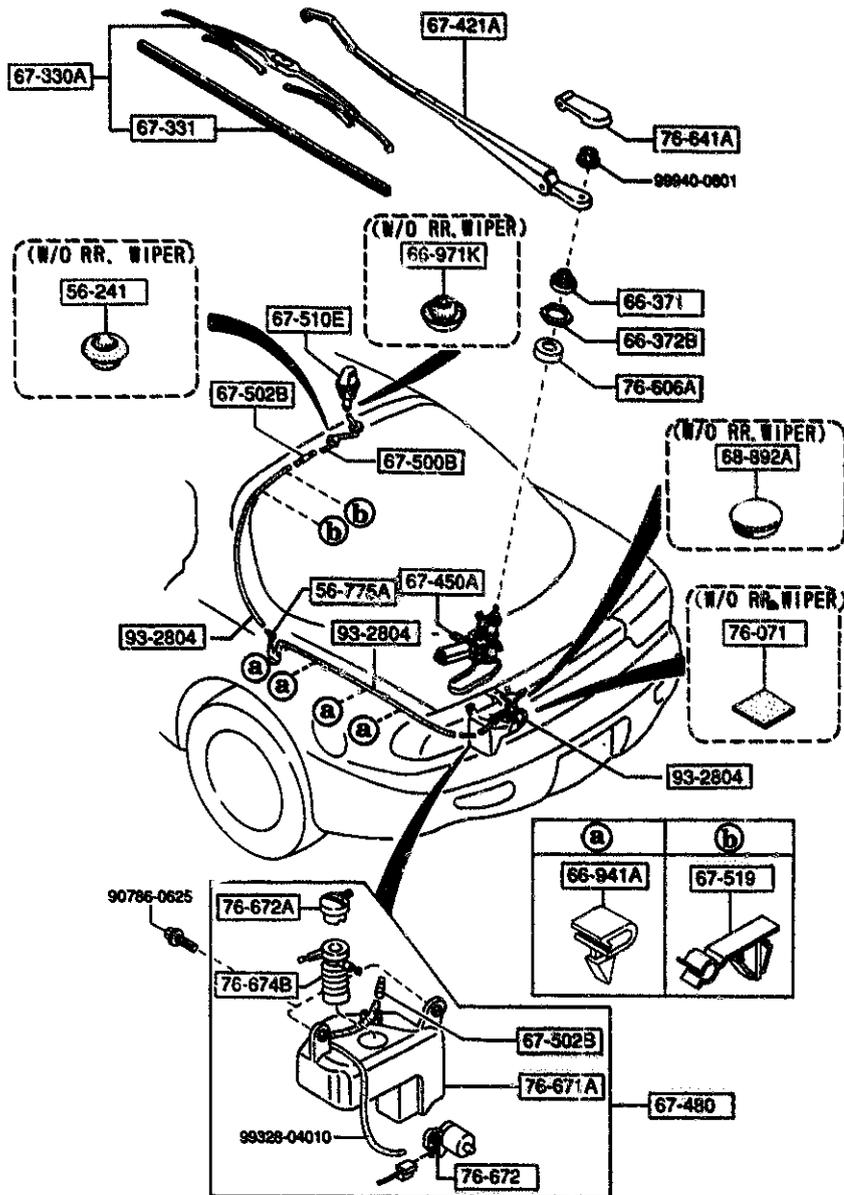 67-421A
67-330A
67-331
76-641A
99940-0601
(W/O RR. WIPER)
56-241
(W/O RR. WIPER)
66-971K
67-510E
66-371
66-372B
76-606A
67-502B
67-500B
(W/O RR. WIPER)
68-892A
b
b
56-775A
67-450A
93-2804
93-2804
(W/O RR. WIPER)
76-071
a
a
a
a
93-2804
a
b
66-941A
67-519
90786-0625
76-672A
76-674B
67-502B
76-671A
67-480
99326-04010
76-672